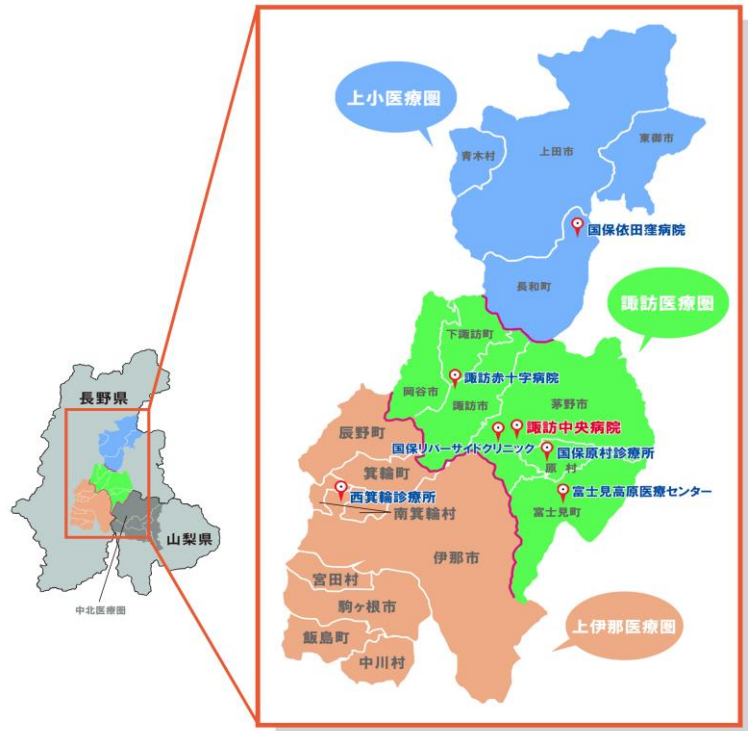 上小医療圏
東御市
青木村
上田市
国保依田窪病院
長和町
諏訪医療圏
下諏訪町
諏訪赤十字病院
岡谷市
諏訪市
茅野市
諏訪中央病院
辰野町
国保リバーサイドクリニック
国保原村診療所
原村
箕輪町
富士見高原医療センター
西箕輪診療所
南箕輪村
富士見町
伊那市
宮田村
駒ヶ根市
上伊那医療圏
飯島町
中川村
長野県
山梨県
中北医療圏